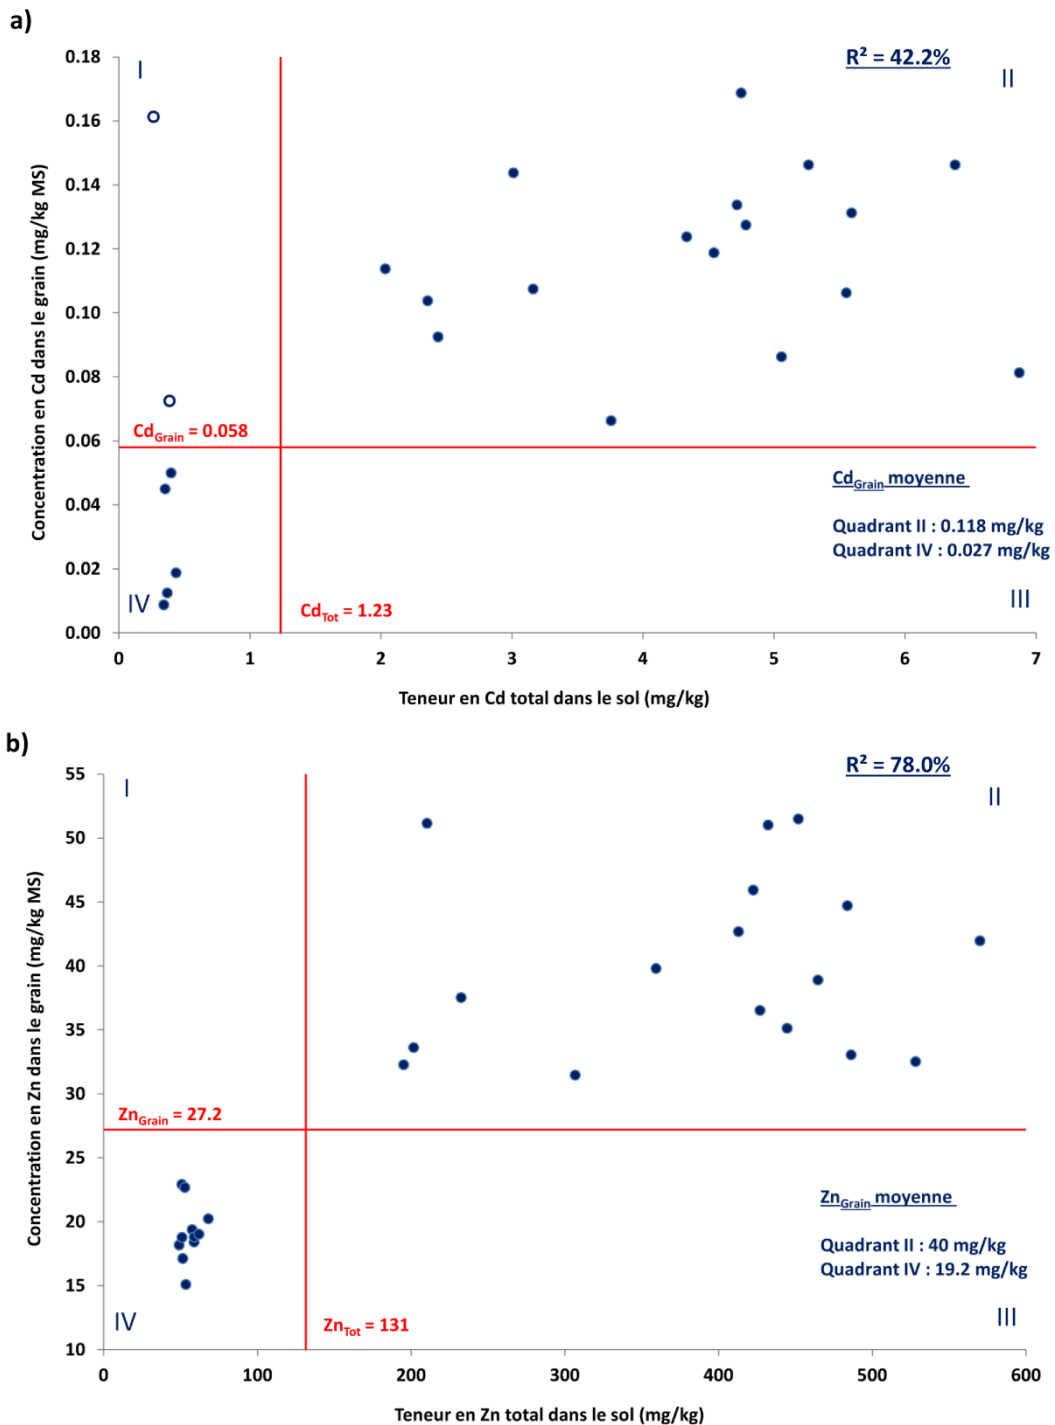 a)
I
R² = 42.2%
II
0.18
0.16
0.14
0.12
0.10
0.08
0.06
0.04
0.02
0.00
Concentration en Cd dans le grain (mg/kg MS)
Cd_Grain = 0.058
Cd_Grain moyenne
Quadrant II : 0.118 mg/kg
Quadrant IV : 0.027 mg/kg
IV
Cd_Tot = 1.23
III
0 1 2 3 4 5 6 7
Teneur en Cd total dans le sol (mg/kg)
b)
I
R² = 78.0%
II
55
50
45
40
35
30
25
20
15
10
Concentration en Zn dans le grain (mg/kg MS)
Zn_Grain = 27.2
Zn_Grain moyenne
Quadrant II : 40 mg/kg
Quadrant IV : 19.2 mg/kg
IV
Zn_Tot = 131
III
0 100 200 300 400 500 600
Teneur en Zn total dans le sol (mg/kg)